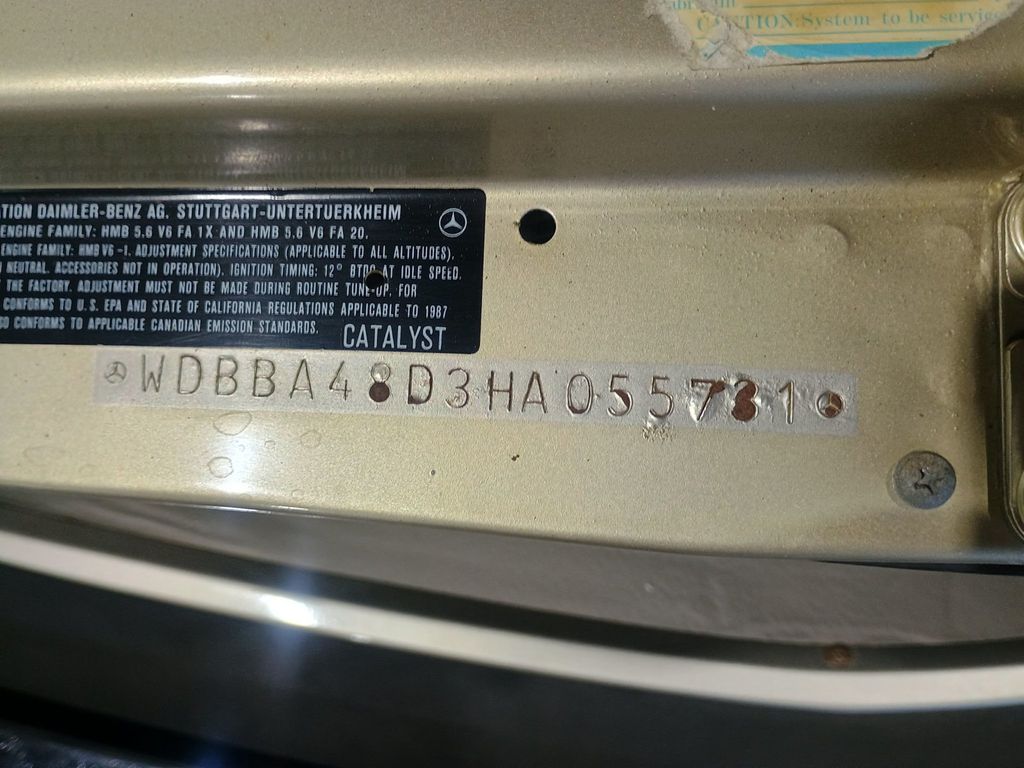 CAUTION:System to be service
TION DAIMLER-BENZ AG. STUTTGART-UNTERTUERKHEIM
ENGINE FAMILY: HMB 5.6 V6 FA 1X AND HMB 5.6 V6 FA 20.
ENGINE FAMILY: HMB V6 -1. ADJUSTMENT SPECIFICATIONS (APPLICABLE TO ALL ALTITUDES).
NEUTRAL. ACCESSORIES NOT IN OPERATION). IGNITION TIMING: 12° BTDC AT IDLE SPEED.
THE FACTORY. ADJUSTMENT MUST NOT BE MADE DURING ROUTINE TUNE-UP. FOR
CONFORMS TO U.S. EPA AND STATE OF CALIFORNIA REGULATIONS APPLICABLE TO 1987
SO CONFORMS TO APPLICABLE CANADIAN EMISSION STANDARDS.
CATALYST
WDBBA48D3HA055731